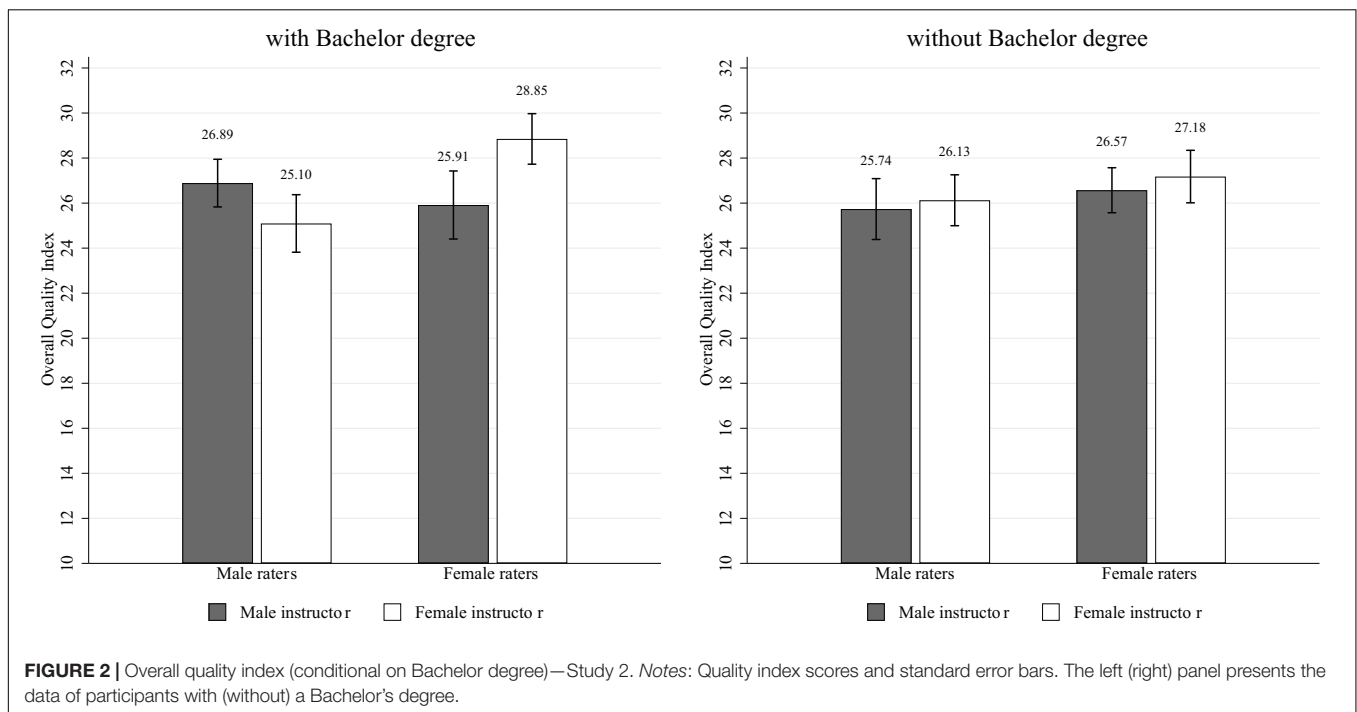 with Bachelor degree
32
30
28
26
24
22
20
18
16
14
12
10
Overall Quality Index
26.89
25.10
25.91
28.85
Male raters
Female raters
Male instructo r
Female instructo r
without Bachelor degree
32
30
28
26
24
22
20
18
16
14
12
10
Overall Quality Index
25.74
26.13
26.57
27.18
Male raters
Female raters
Male instructo r
Female instructo r
FIGURE 2 | Overall quality index (conditional on Bachelor degree)—Study 2. Notes: Quality index scores and standard error bars. The left (right) panel presents the
data of participants with (without) a Bachelor's degree.